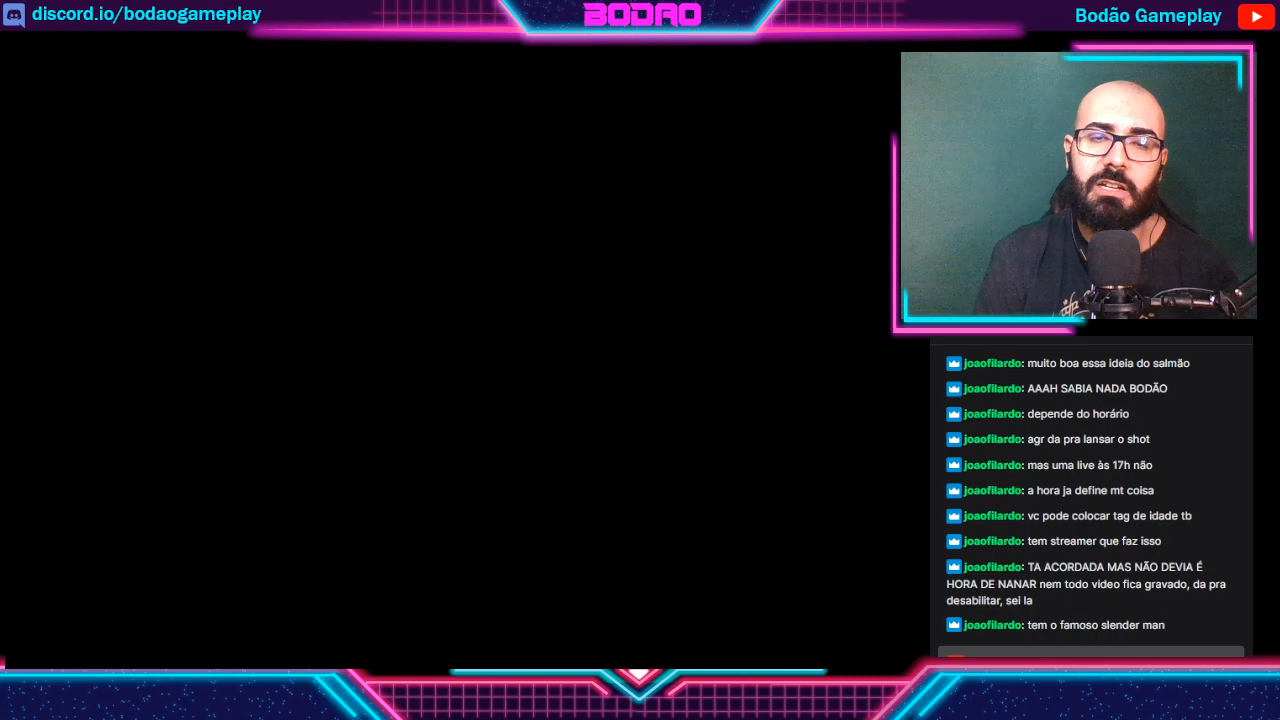 discord.io/bodaogameplay
BODAO
Bodão Gameplay
joaofilardo: muito boa essa ideia do salmão
joaofilardo: AAAH SABIA NADA BODÃO
joaofilardo: depende do horário
joaofilardo: agr da pra lansar o shot
joaofilardo: mas uma live às 17h não
joaofilardo: a hora ja define mt coisa
joaofilardo: vc pode colocar tag de idade tb
joaofilardo: tem streamer que faz isso
joaofilardo: TA ACORDADA MAS NÃO DEVIA É
HORA DE NANAR nem todo video fica gravado, da pra
desabilitar, sei la
joaofilardo: tem o famoso slender man